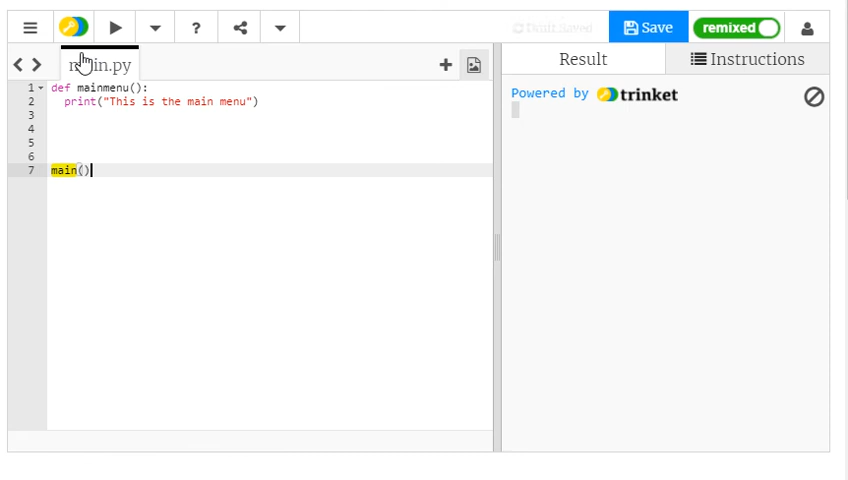 ?
Draft Saved
Save
remixed
main.py
+
Result
Instructions
1 def mainmenu():
2 print("This is the main menu")
3
4
5
6
7 main()
Powered by trinket